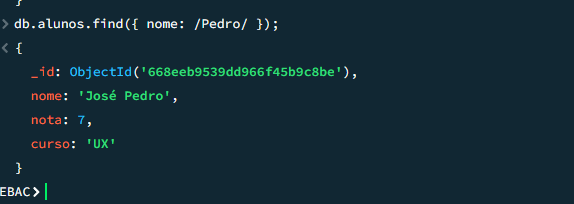 }
> db.alunos.find({ nome: /Pedro/ });
< {
_id: ObjectId('668eeb9539dd966f45b9c8be'),
nome: 'José Pedro',
nota: 7,
curso: 'UX'
}
EBAC>